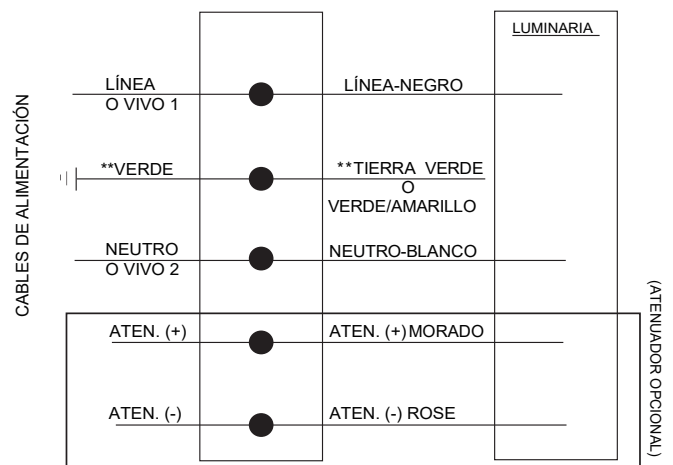 LUMINARIA
CABLES DE ALIMENTACIÓN
LÍNEA
O VIVO 1
LÍNEA-NEGRO
**VERDE
**TIERRA VERDE
O
VERDE/AMARILLO
NEUTRO
O VIVO 2
NEUTRO-BLANCO
ATEN. (+)
ATEN. (+) MORADO
ATEN. (-)
ATEN. (-) ROSE
(ATENUADOR OPCIONAL)